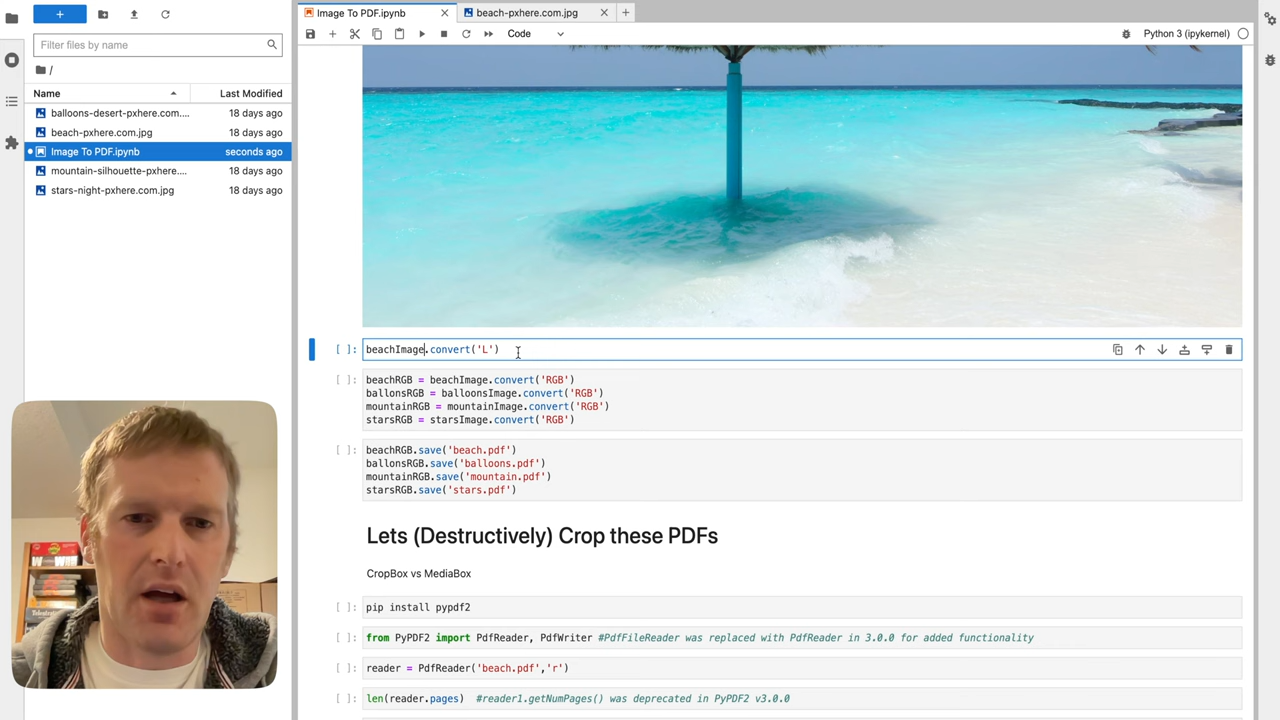 Image To PDF.ipynb
beach-pxhere.com.jpg
Filter files by name
Code
Python 3 (ipykernel)
/
Name
Last Modified
balloons-desert-pxhere.com....
18 days ago
beach-pxhere.com.jpg
18 days ago
Image To PDF.ipynb
seconds ago
mountain-silhouette-pxhere....
18 days ago
stars-night-pxhere.com.jpg
18 days ago
[ ]: beachImage.convert('L')
[ ]: beachRGB = beachImage.convert('RGB')
ballonsRGB = balloonsImage.convert('RGB')
mountainRGB = mountainImage.convert('RGB')
starsRGB = starsImage.convert('RGB')
[ ]: beachRGB.save('beach.pdf')
ballonsRGB.save('balloons.pdf')
mountainRGB.save('mountain.pdf')
starsRGB.save('stars.pdf')
Lets (Destructively) Crop these PDFs
CropBox vs MediaBox
[ ]: pip install pypdf2
[ ]: from PyPDF2 import PdfReader, PdfWriter #PdfFileReader was replaced with PdfReader in 3.0.0 for added functionality
[ ]: reader = PdfReader('beach.pdf','r')
[ ]: len(reader.pages) #reader1.getNumPages() was deprecated in PyPDF2 v3.0.0